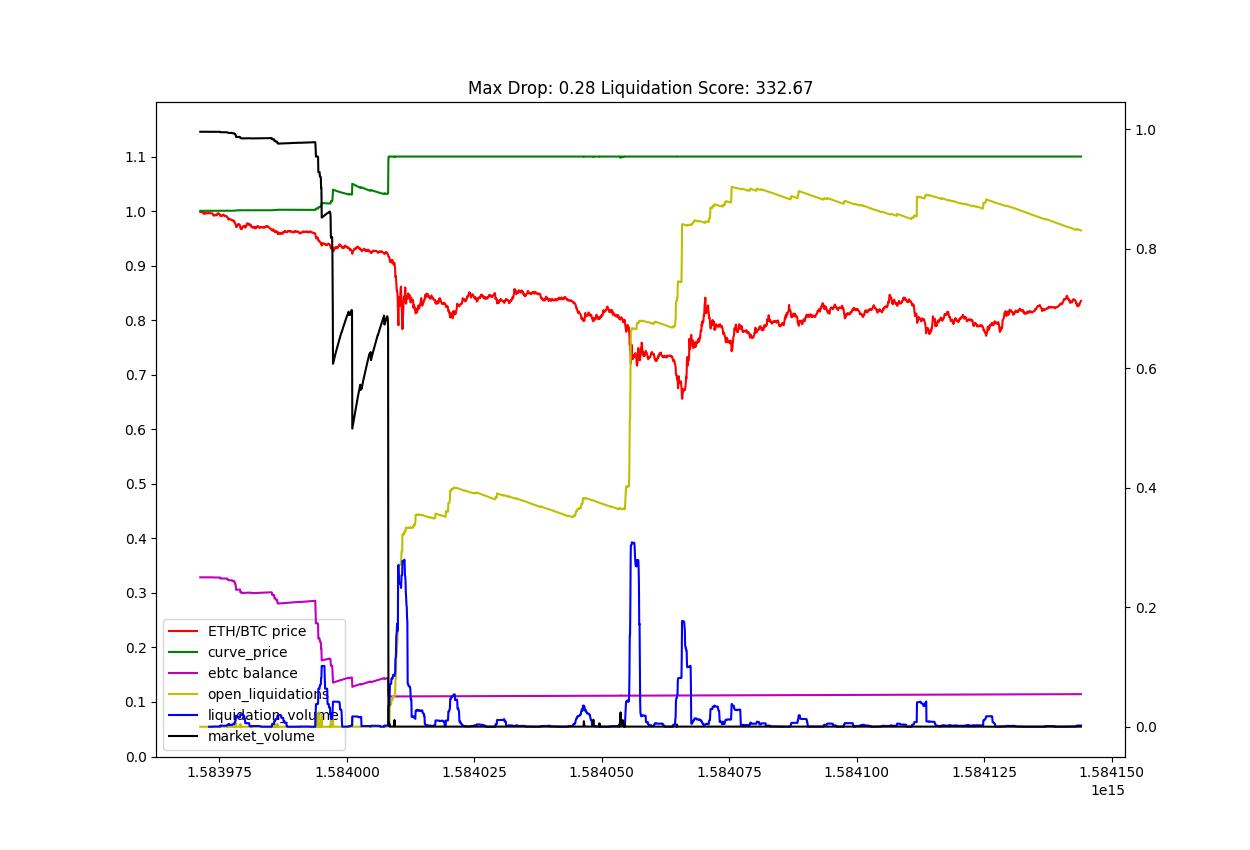 Max Drop: 0.28 Liquidation Score: 332.67
1.1
1.0
0.9
0.8
0.7
0.6
0.5
0.4
0.3
0.2
0.1
0.0
1.0
0.8
0.6
0.4
0.2
0.0
ETH/BTC price
curve_price
ebtc balance
open_liquidations
liquidation_volume
market_volume
1.583975 1.584000 1.584025 1.584050 1.584075 1.584100 1.584125 1.584150
1e15